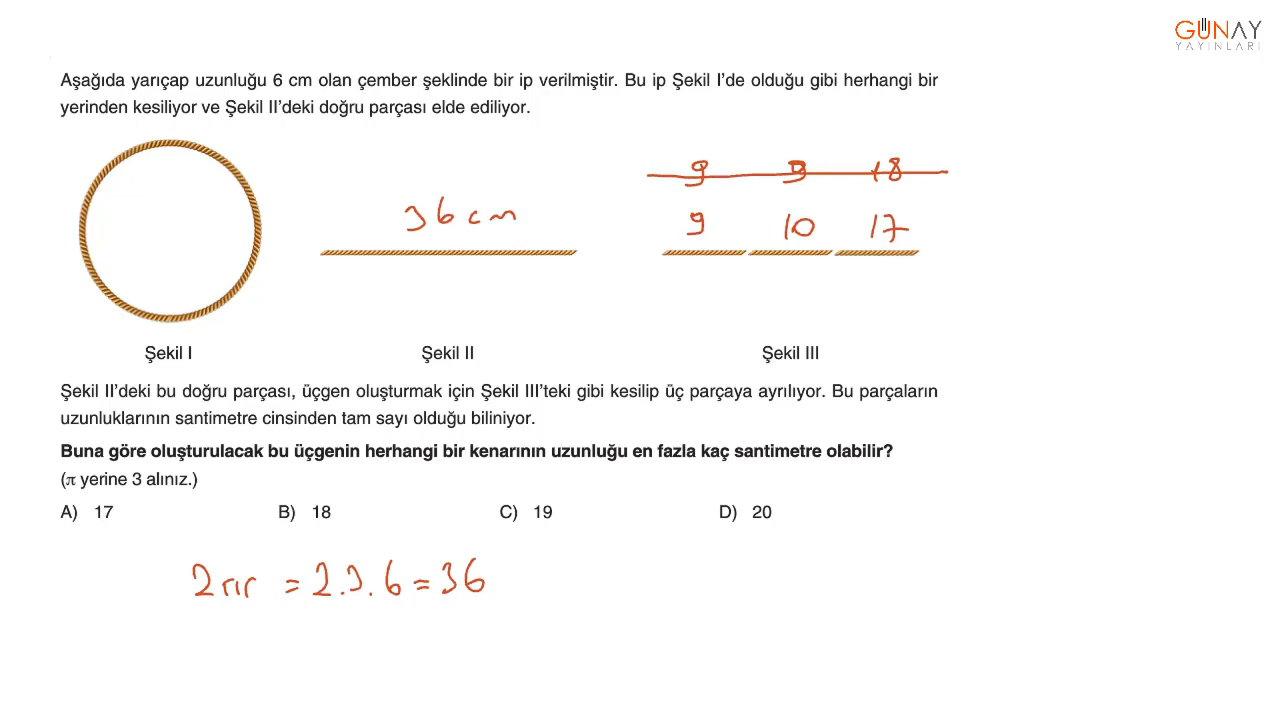 GÜNAY
YAYINLARI
Aşağıda yarıçap uzunluğu 6 cm olan çember şeklinde bir ip verilmiştir. Bu ip Şekil I'de olduğu gibi herhangi bir
yerinden kesiliyor ve Şekil II'deki doğru parçası elde ediliyor.
9 9 18
36 cm
9 10 17
Şekil I Şekil II Şekil III
Şekil II'deki bu doğru parçası, üçgen oluşturmak için Şekil III'teki gibi kesilip üç parçaya ayrılıyor. Bu parçaların
uzunluklarının santimetre cinsinden tam sayı olduğu biliniyor.
Buna göre oluşturulacak bu üçgenin herhangi bir kenarının uzunluğu en fazla kaç santimetre olabilir?
(π yerine 3 alınız.)
A) 17 B) 18 C) 19 D) 20
2πr = 2.3.6 = 36